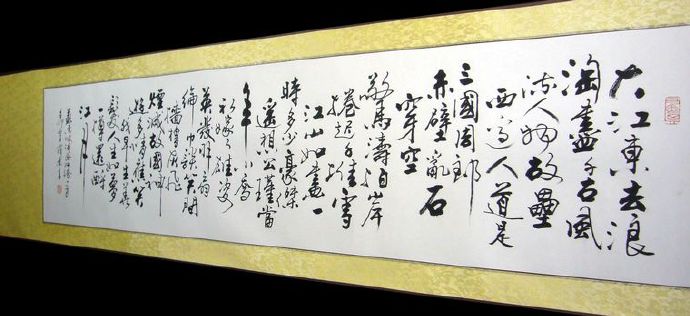 大江東去浪
淘盡千古風
流人物故壘
西邊人道是
三國周郎
赤壁亂石
穿空
驚濤拍岸
捲起千堆雪
江山如畫一
時多少豪傑
遙想公瑾當
年小喬
初嫁了雄姿
英發羽扇
綸巾談笑間
檣櫓灰飛
煙滅故國神
遊多情應笑
我早生華
髮人生如夢
一樽還酹
江月